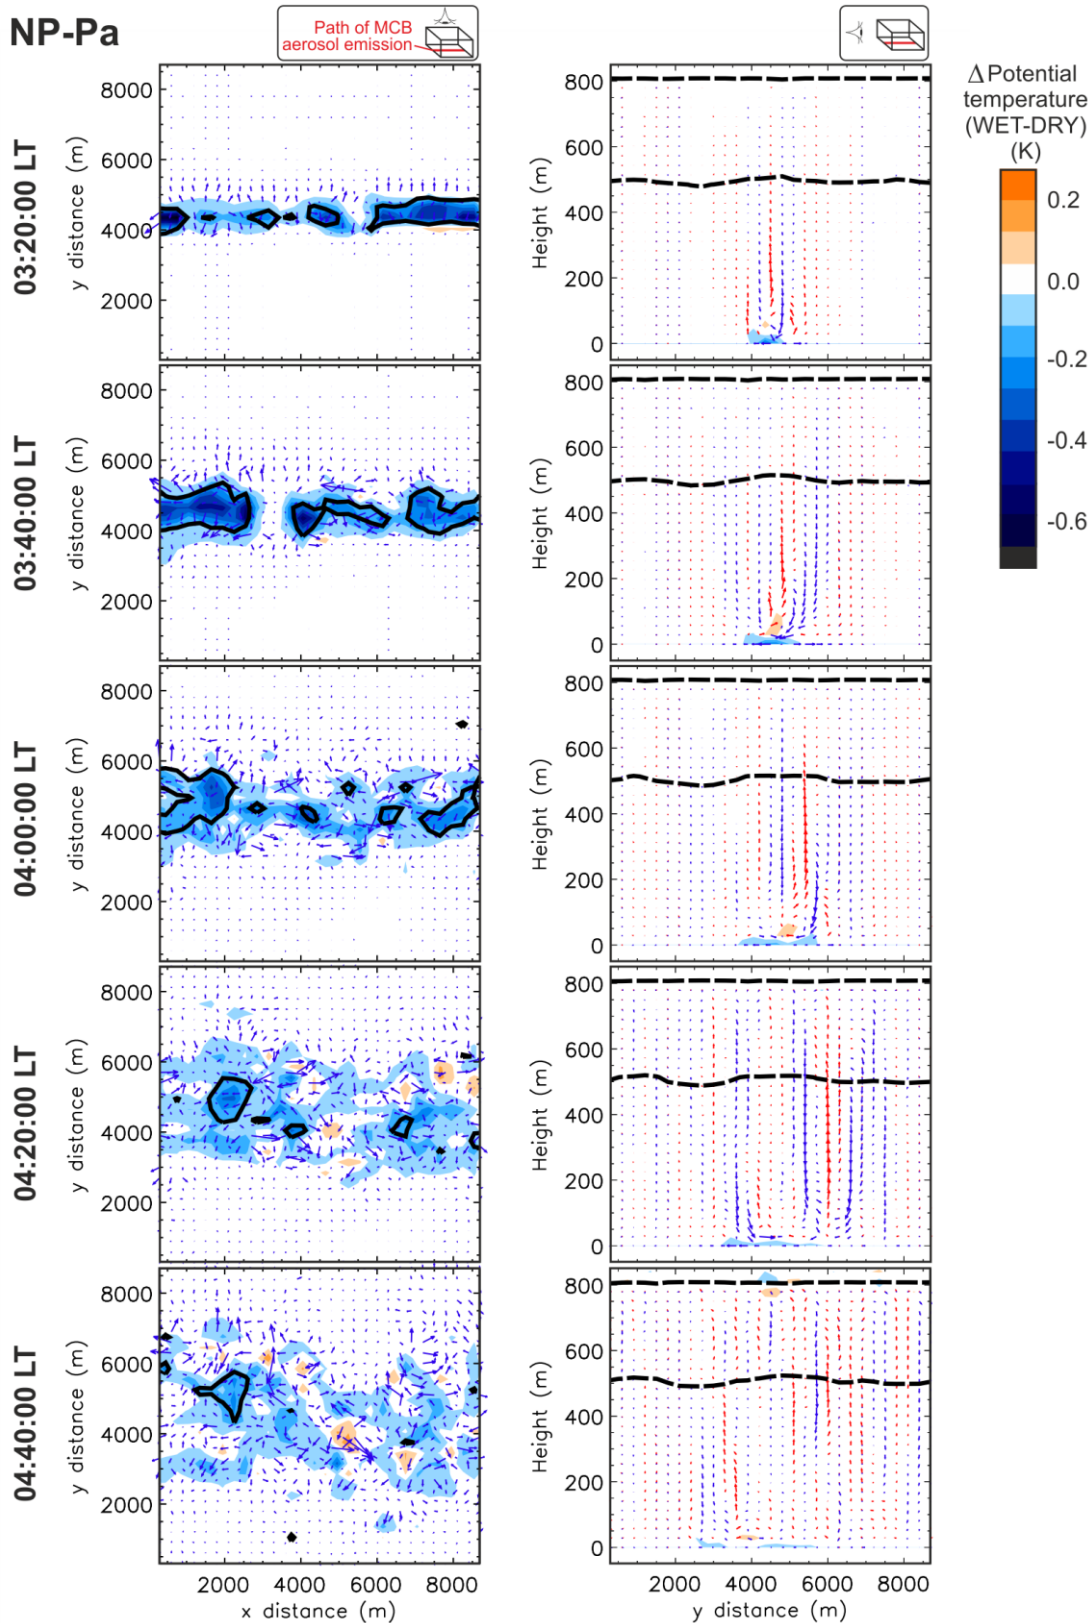 NP-Pa
Path of MCB
aerosol emission
Δ Potential
temperature
(WET-DRY)
(K)
0.2
0.0
-0.2
-0.4
-0.6
03:20:00 LT
y distance (m)
8000
6000
4000
2000
Height (m)
800
600
400
200
0
03:40:00 LT
y distance (m)
8000
6000
4000
2000
Height (m)
800
600
400
200
0
04:00:00 LT
y distance (m)
8000
6000
4000
2000
Height (m)
800
600
400
200
0
04:20:00 LT
y distance (m)
8000
6000
4000
2000
Height (m)
800
600
400
200
0
04:40:00 LT
y distance (m)
8000
6000
4000
2000
Height (m)
800
600
400
200
0
2000 4000 6000 8000
x distance (m)
2000 4000 6000 8000
y distance (m)